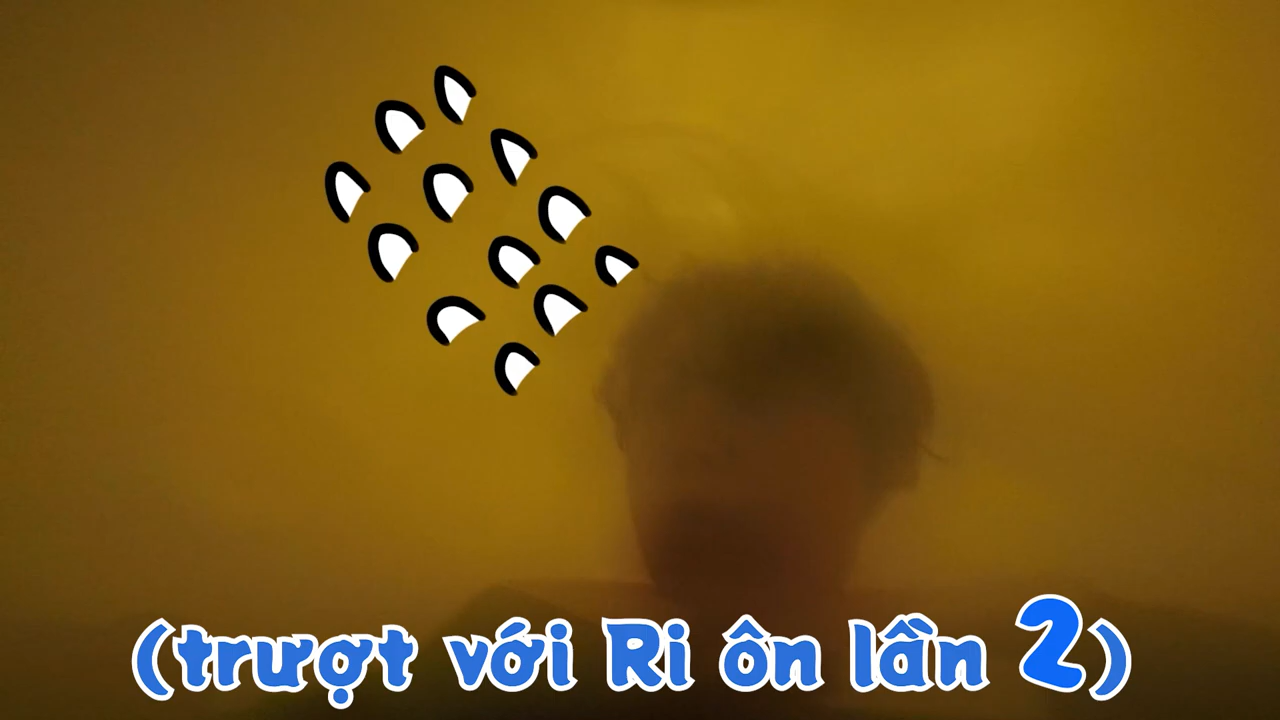 (trượt với Ri ôn lần 2)